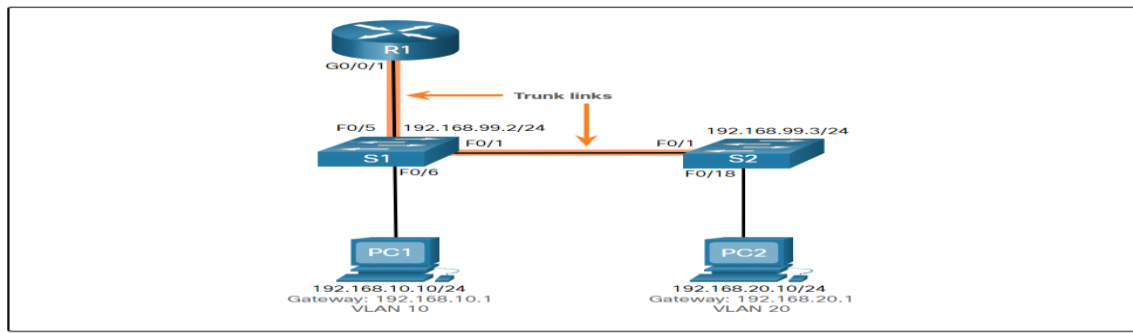 R1
G0/0/1
Trunk links
F0/5
192.168.99.2/24
192.168.99.3/24
F0/1
F0/1
S1
S2
F0/6
F0/18
PC1
PC2
192.168.10.10/24
Gateway: 192.168.10.1
VLAN 10
192.168.20.10/24
Gateway: 192.168.20.1
VLAN 20